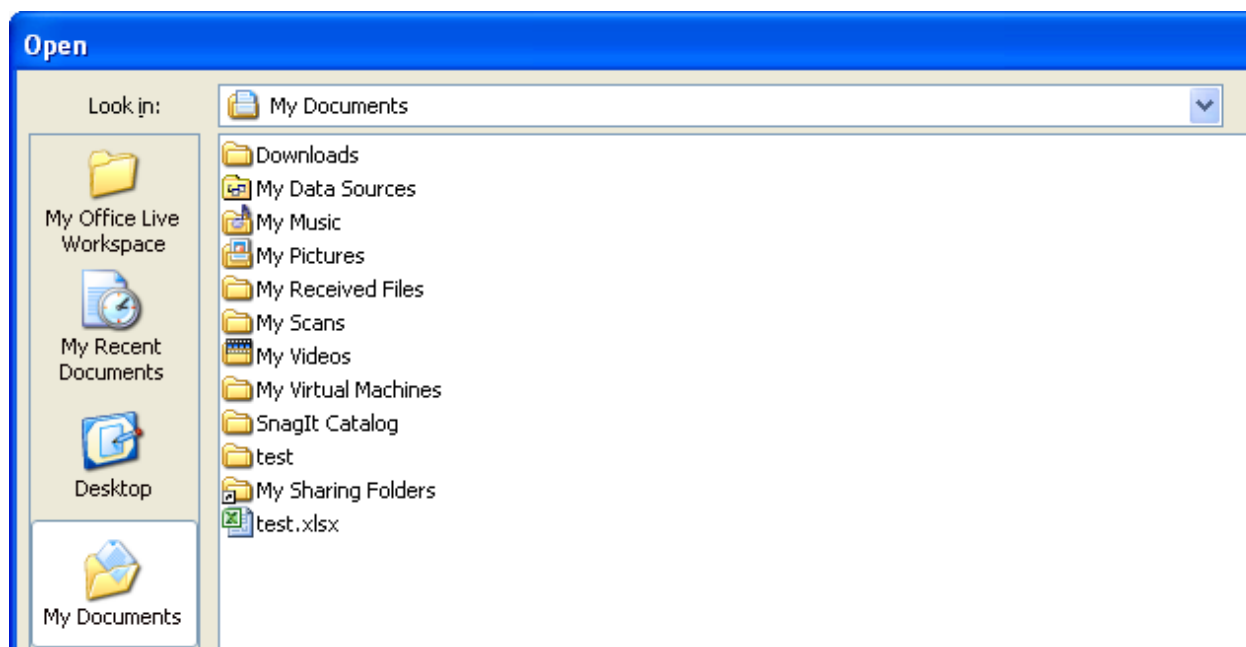 Open
Look in:
My Documents
My Office Live
Workspace
My Recent
Documents
Desktop
My Documents
Downloads
My Data Sources
My Music
My Pictures
My Received Files
My Scans
My Videos
My Virtual Machines
SnagIt Catalog
test
My Sharing Folders
test.xlsx